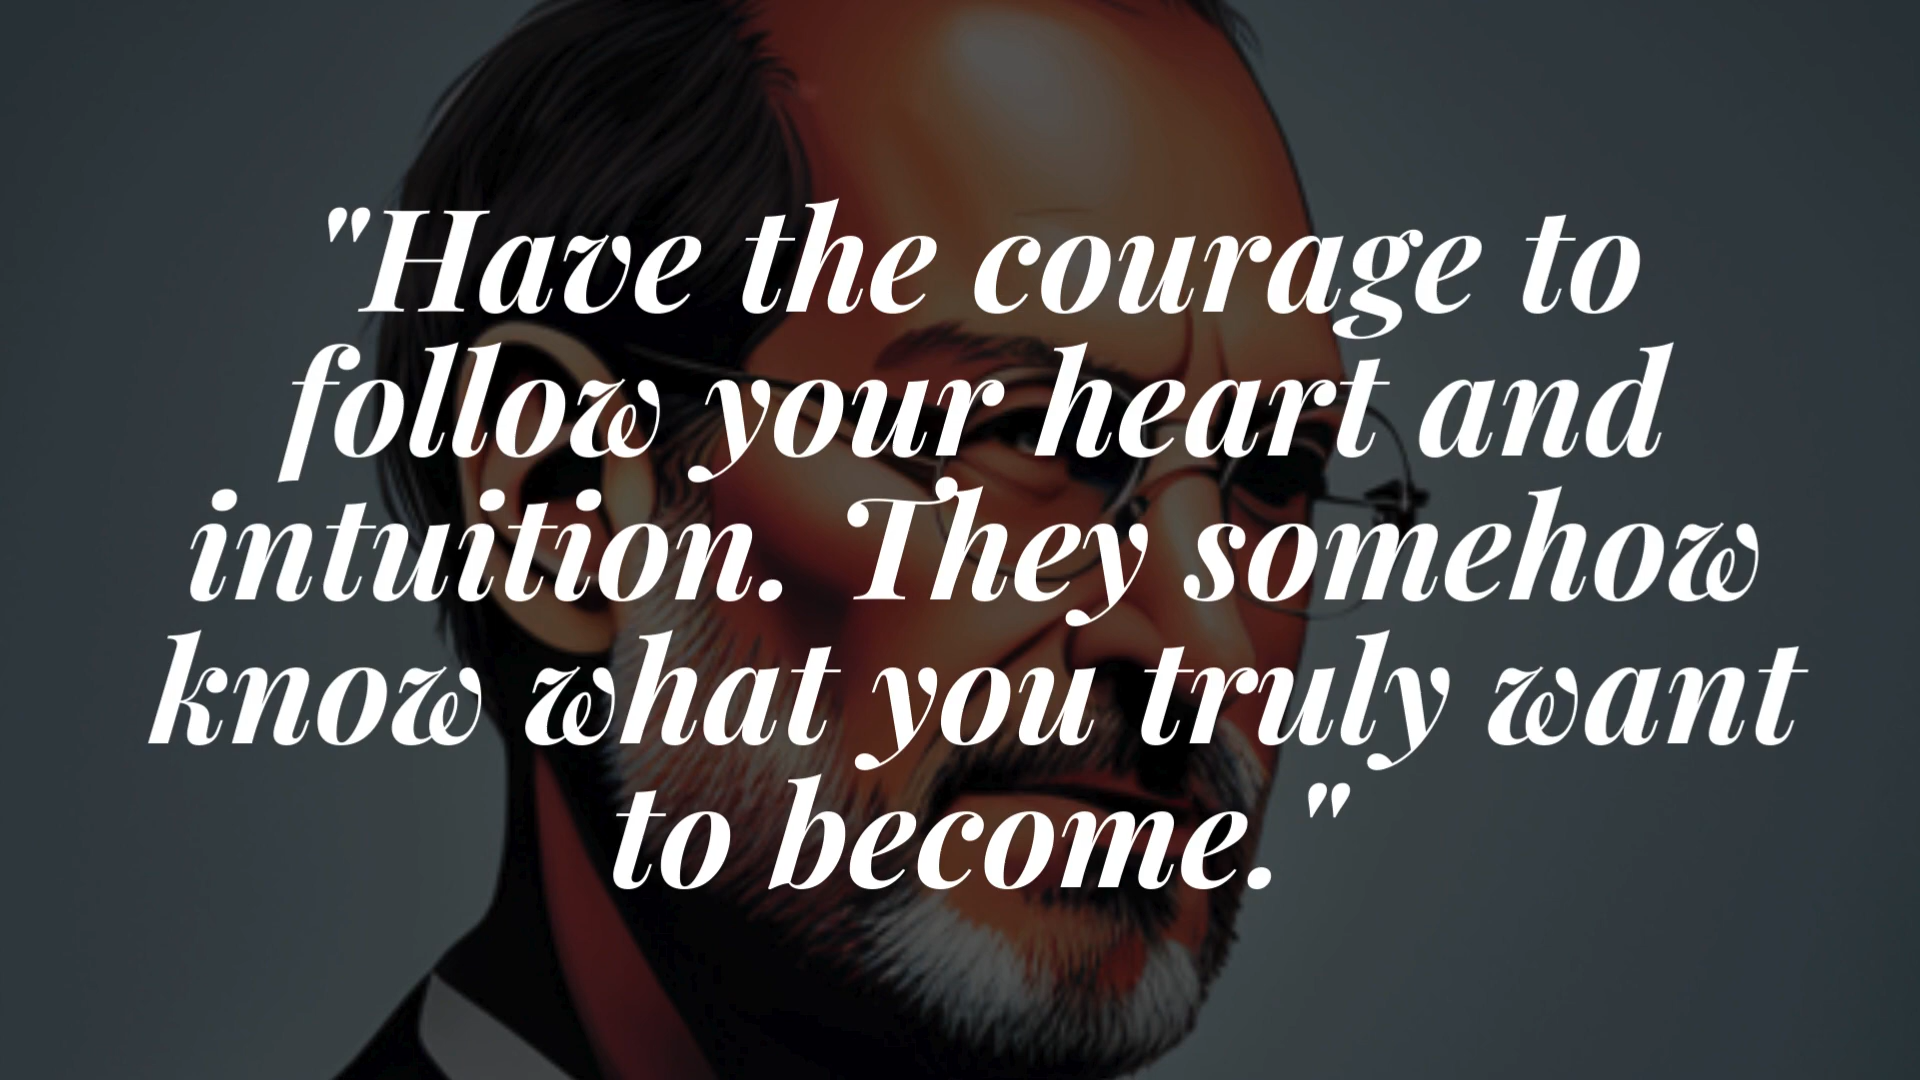 "Have the courage to
follow your heart and
intuition. They somehow
know what you truly want
to become."